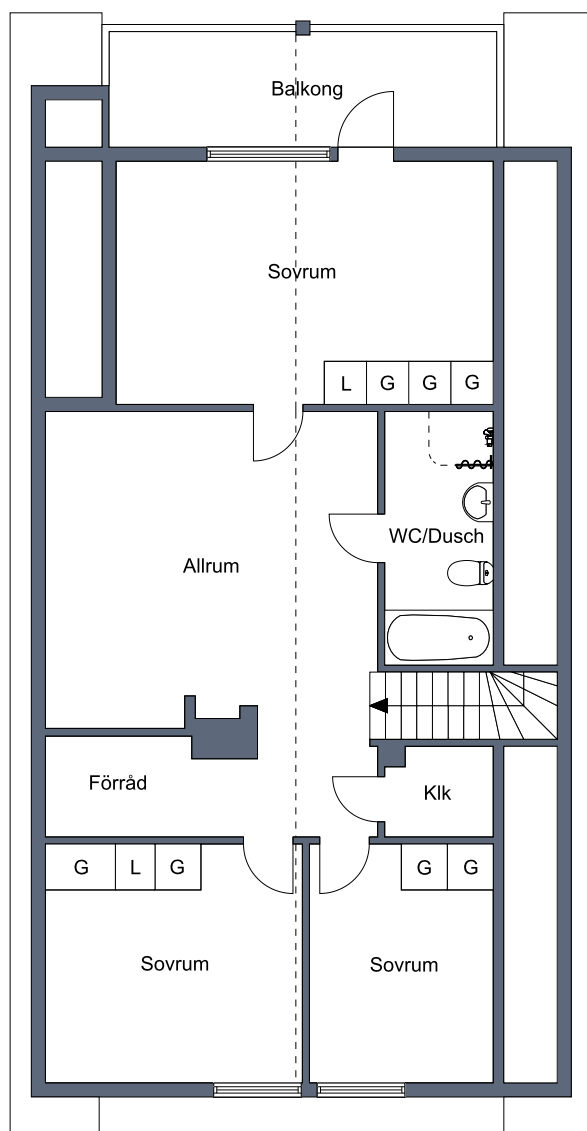 Balkong
Sovrum
L G G G
WC/Dusch
Allrum
Förråd
Klk
G L G
G G
Sovrum
Sovrum